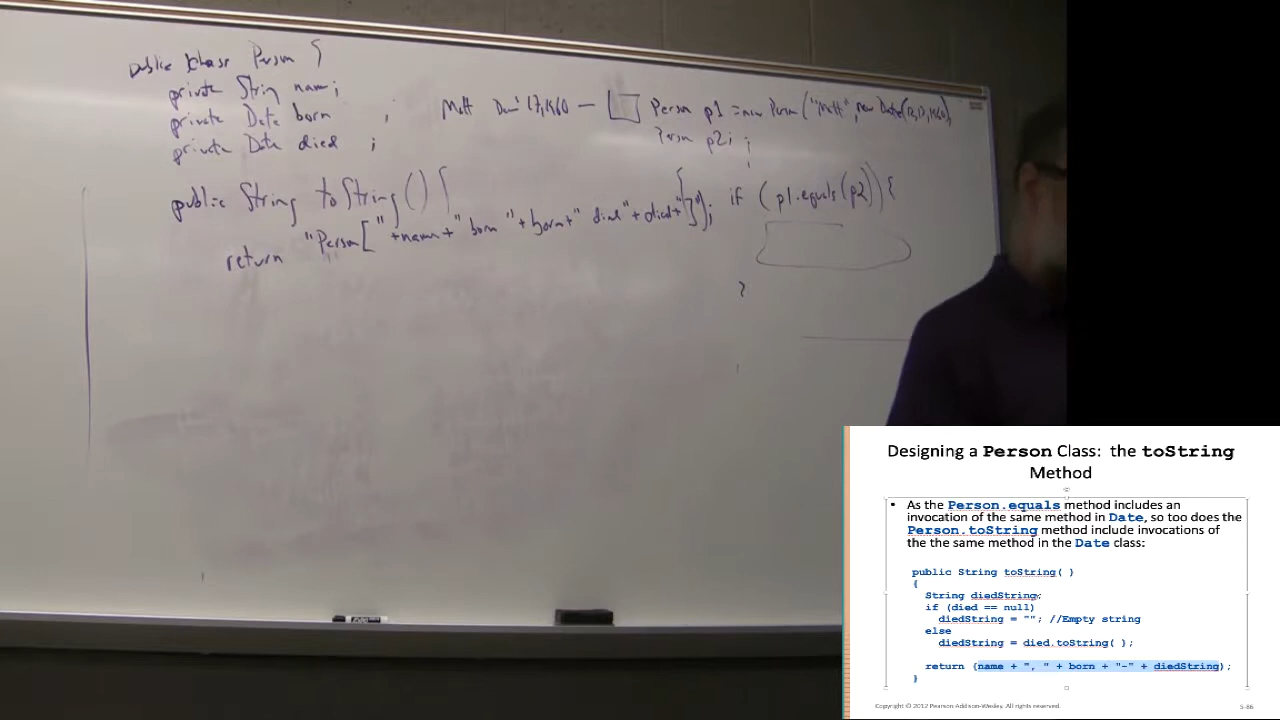 public class Person {
private String name;
private Date born ;
private Date died ;
Matt Dec 17,1960 —
Person p1 = new Person("Matt", new Date(12,17,1960),
Person p2;
public String toString() {
return "Person[" +name+" born "+born+" died"+died+"]";
if (p1.equals(p2)) {
}
Designing a Person Class: the toString
Method
• As the Person.equals method includes an
invocation of the same method in Date, so too does the
Person.toString method include invocations of
the the same method in the Date class:
public String toString( )
{
String diedString;
if (died == null)
diedString = ""; //Empty string
else
diedString = died.toString( );
return (name + ", " + born + "-" + diedString);
}
Copyright © 2012 Pearson Addison-Wesley. All rights reserved.
5-86